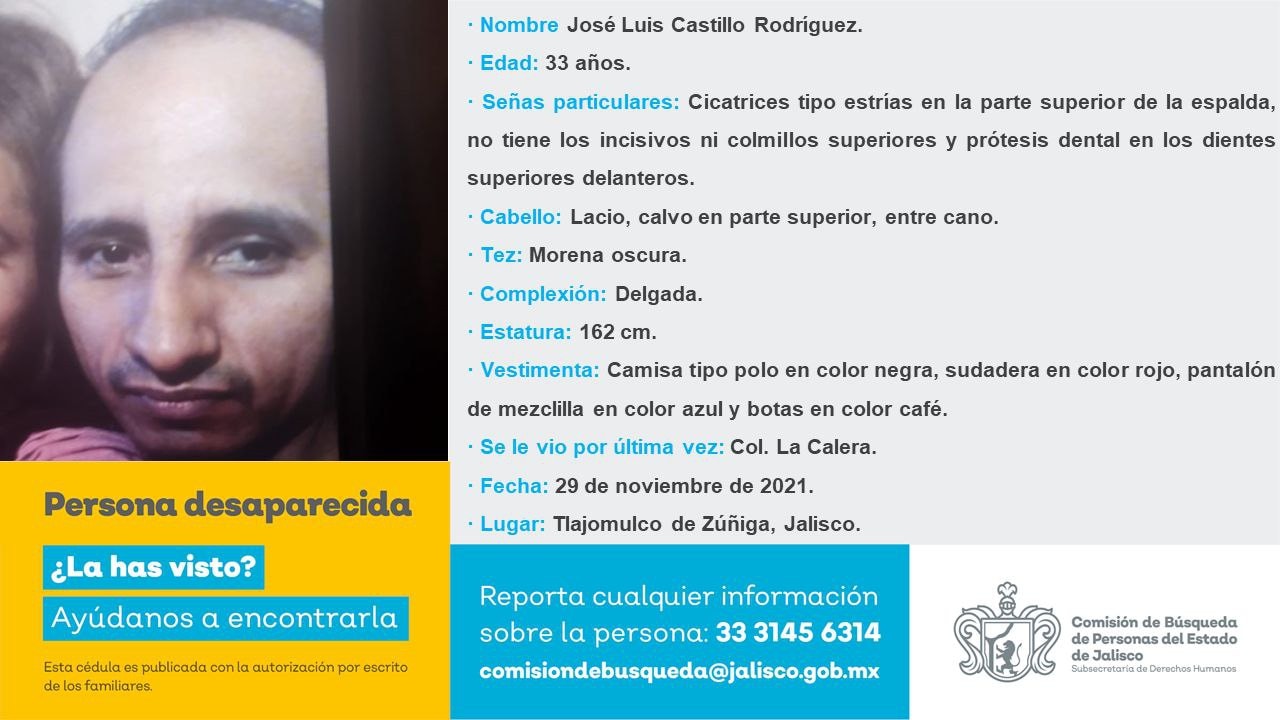 · Nombre José Luis Castillo Rodríguez.
· Edad: 33 años.
· Señas particulares: Cicatrices tipo estrías en la parte superior de la espalda,
no tiene los incisivos ni colmillos superiores y prótesis dental en los dientes
superiores delanteros.
· Cabello: Lacio, calvo en parte superior, entre cano.
· Tez: Morena oscura.
· Complexión: Delgada.
· Estatura: 162 cm.
· Vestimenta: Camisa tipo polo en color negra, sudadera en color rojo, pantalón
de mezclilla en color azul y botas en color café.
· Se le vio por última vez: Col. La Calera.
· Fecha: 29 de noviembre de 2021.
· Lugar: Tlajomulco de Zúñiga, Jalisco.
Persona desaparecida
¿La has visto?
Ayúdanos a encontrarla
Esta cédula es publicada con la autorización por escrito
de los familiares.
Reporta cualquier información
sobre la persona: 33 3145 6314
comisiondebusqueda@jalisco.gob.mx
Comisión de Búsqueda
de Personas del Estado
de Jalisco
Subsecretaría de Derechos Humanos